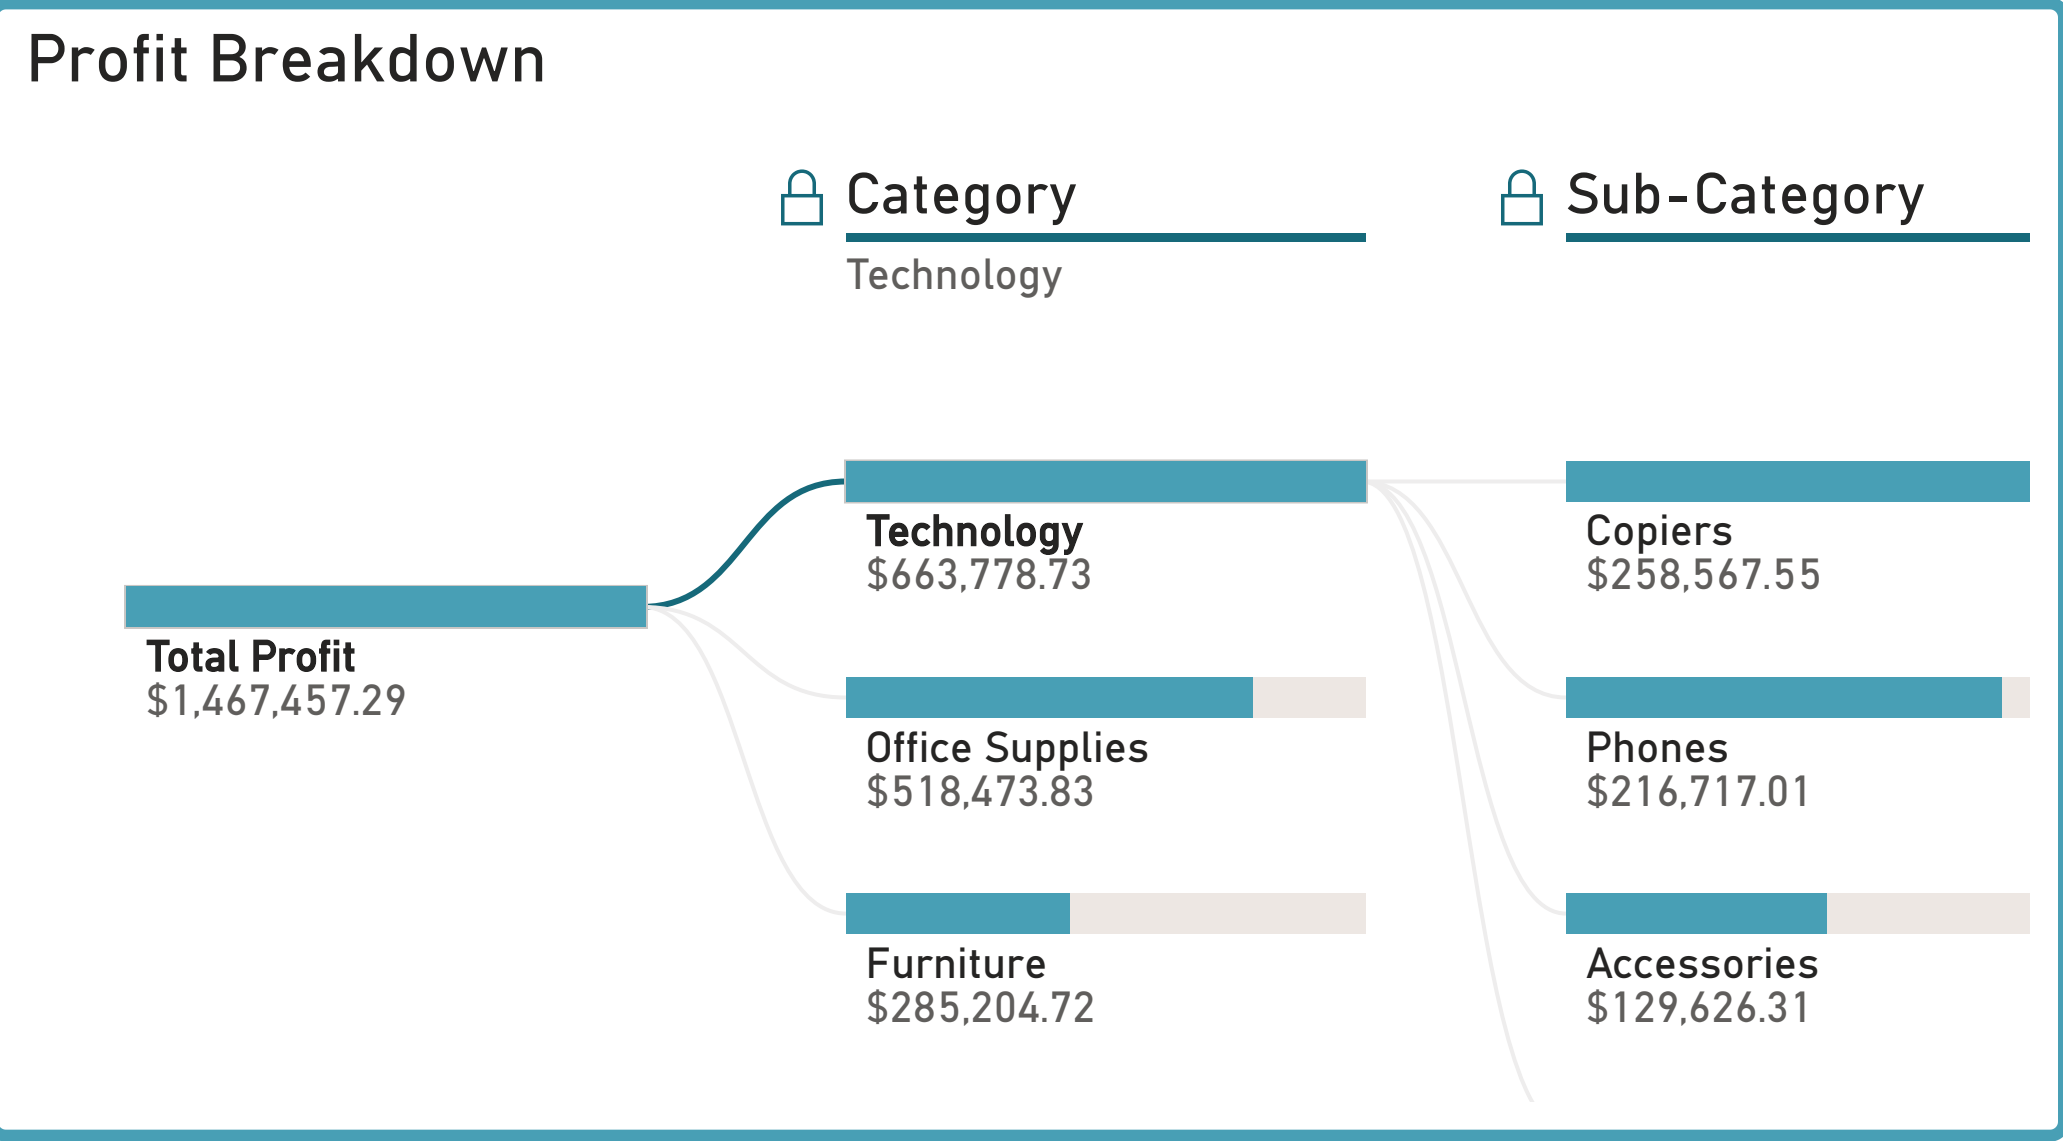 Profit Breakdown
Category
Technology
Sub-Category
Total Profit
$1,467,457.29
Technology
$663,778.73
Office Supplies
$518,473.83
Furniture
$285,204.72
Copiers
$258,567.55
Phones
$216,717.01
Accessories
$129,626.31